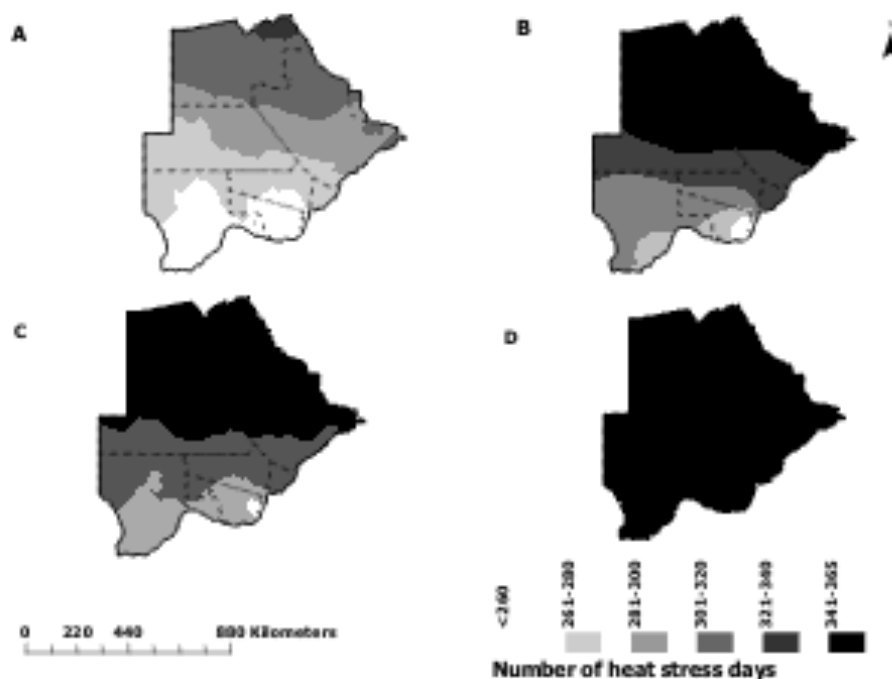 A
B
C
D
0 220 440 880 Kilometers
<260
261-280
281-300
301-320
321-340
341-365
Number of heat stress days